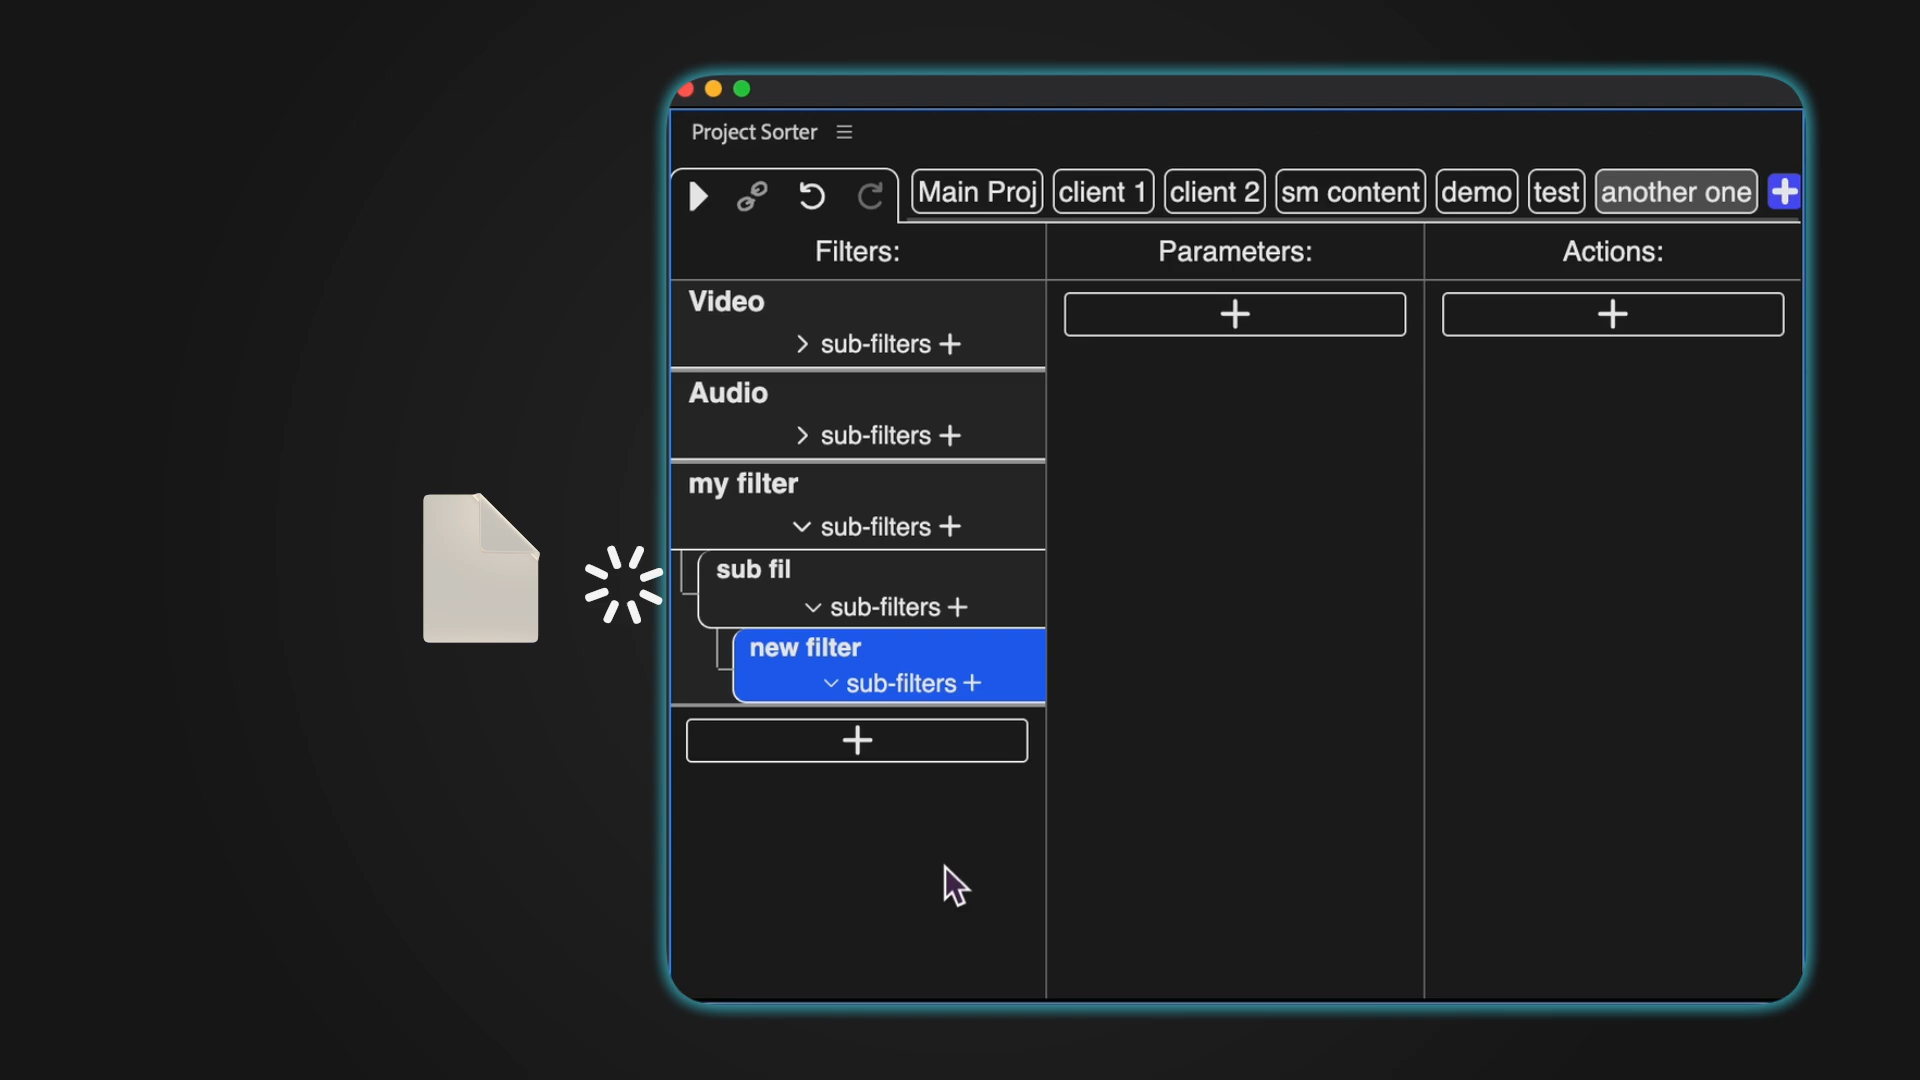 Project Sorter
Main Proj client 1 client 2 sm content demo test another one
Filters: Parameters: Actions:
Video
sub-filters
Audio
sub-filters
my filter
sub-filters
sub fil
sub-filters
new filter
sub-filters